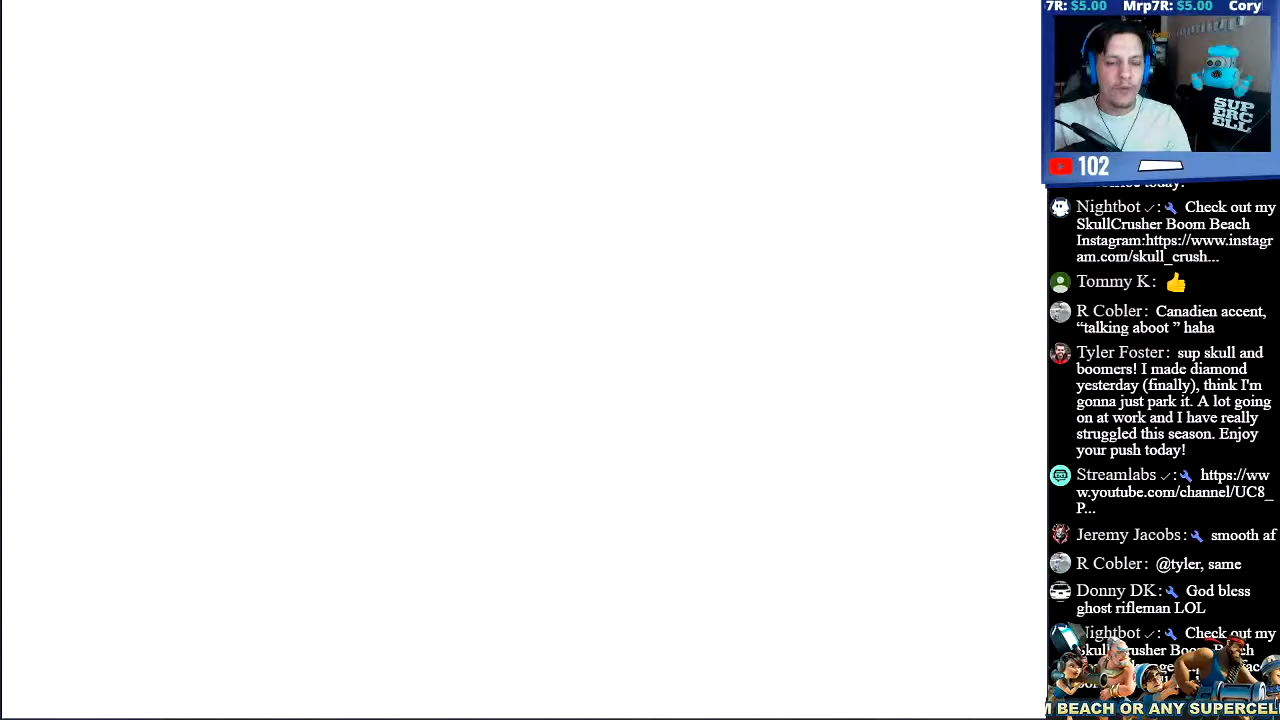 7R: $5.00 Mrp7R: $5.00 Cory
SUP
ERC
ELL
102
Nightbot ✓: Check out my
SkullCrusher Boom Beach
Instagram:https://www.instagr
am.com/skull_crush...
Tommy K: 👍
R Cobler: Canadien accent,
“talking aboot ” haha
Tyler Foster: sup skull and
boomers! I made diamond
yesterday (finally), think I'm
gonna just park it. A lot going
on at work and I have really
struggled this season. Enjoy
your push today!
Streamlabs ✓: https://ww
w.youtube.com/channel/UC8_
P...
Jeremy Jacobs: smooth af
R Cobler: @tyler, same
Donny DK: God bless
ghost rifleman LOL
Nightbot ✓: Check out my
M BEACH OR ANY SUPERCEL